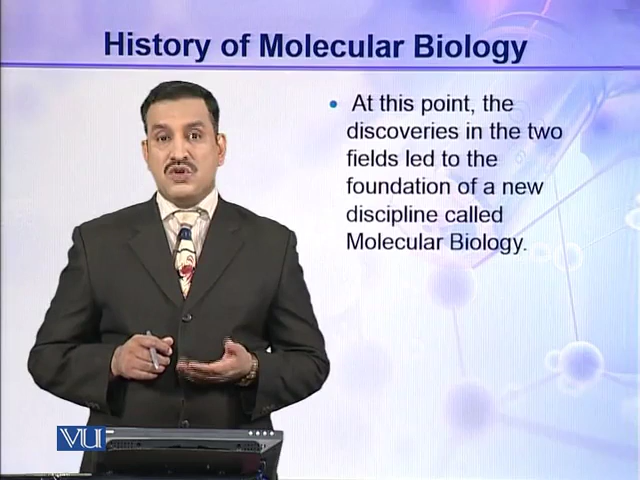 History of Molecular Biology
At this point, the
discoveries in the two
fields led to the
foundation of a new
discipline called
Molecular Biology.
VU